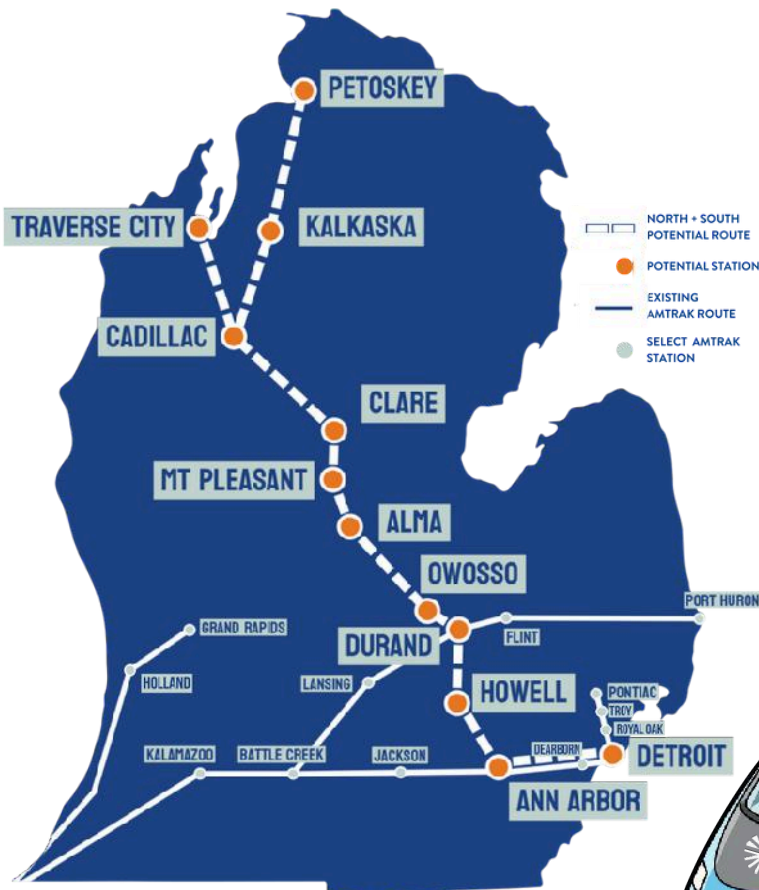 PETOSKEY
TRAVERSE CITY
KALKASKA
NORTH + SOUTH
POTENTIAL ROUTE
POTENTIAL STATION
EXISTING
AMTRAK ROUTE
SELECT AMTRAK
STATION
CADILLAC
CLARE
MT PLEASANT
ALMA
OWOSSO
PORT HURON
GRAND RAPIDS
FLINT
DURAND
HOLLAND
LANSING
HOWELL
PONTIAC
TROY
ROYAL OAK
KALAMAZOO
BATTLE CREEK
JACKSON
DEARBORN
DETROIT
ANN ARBOR